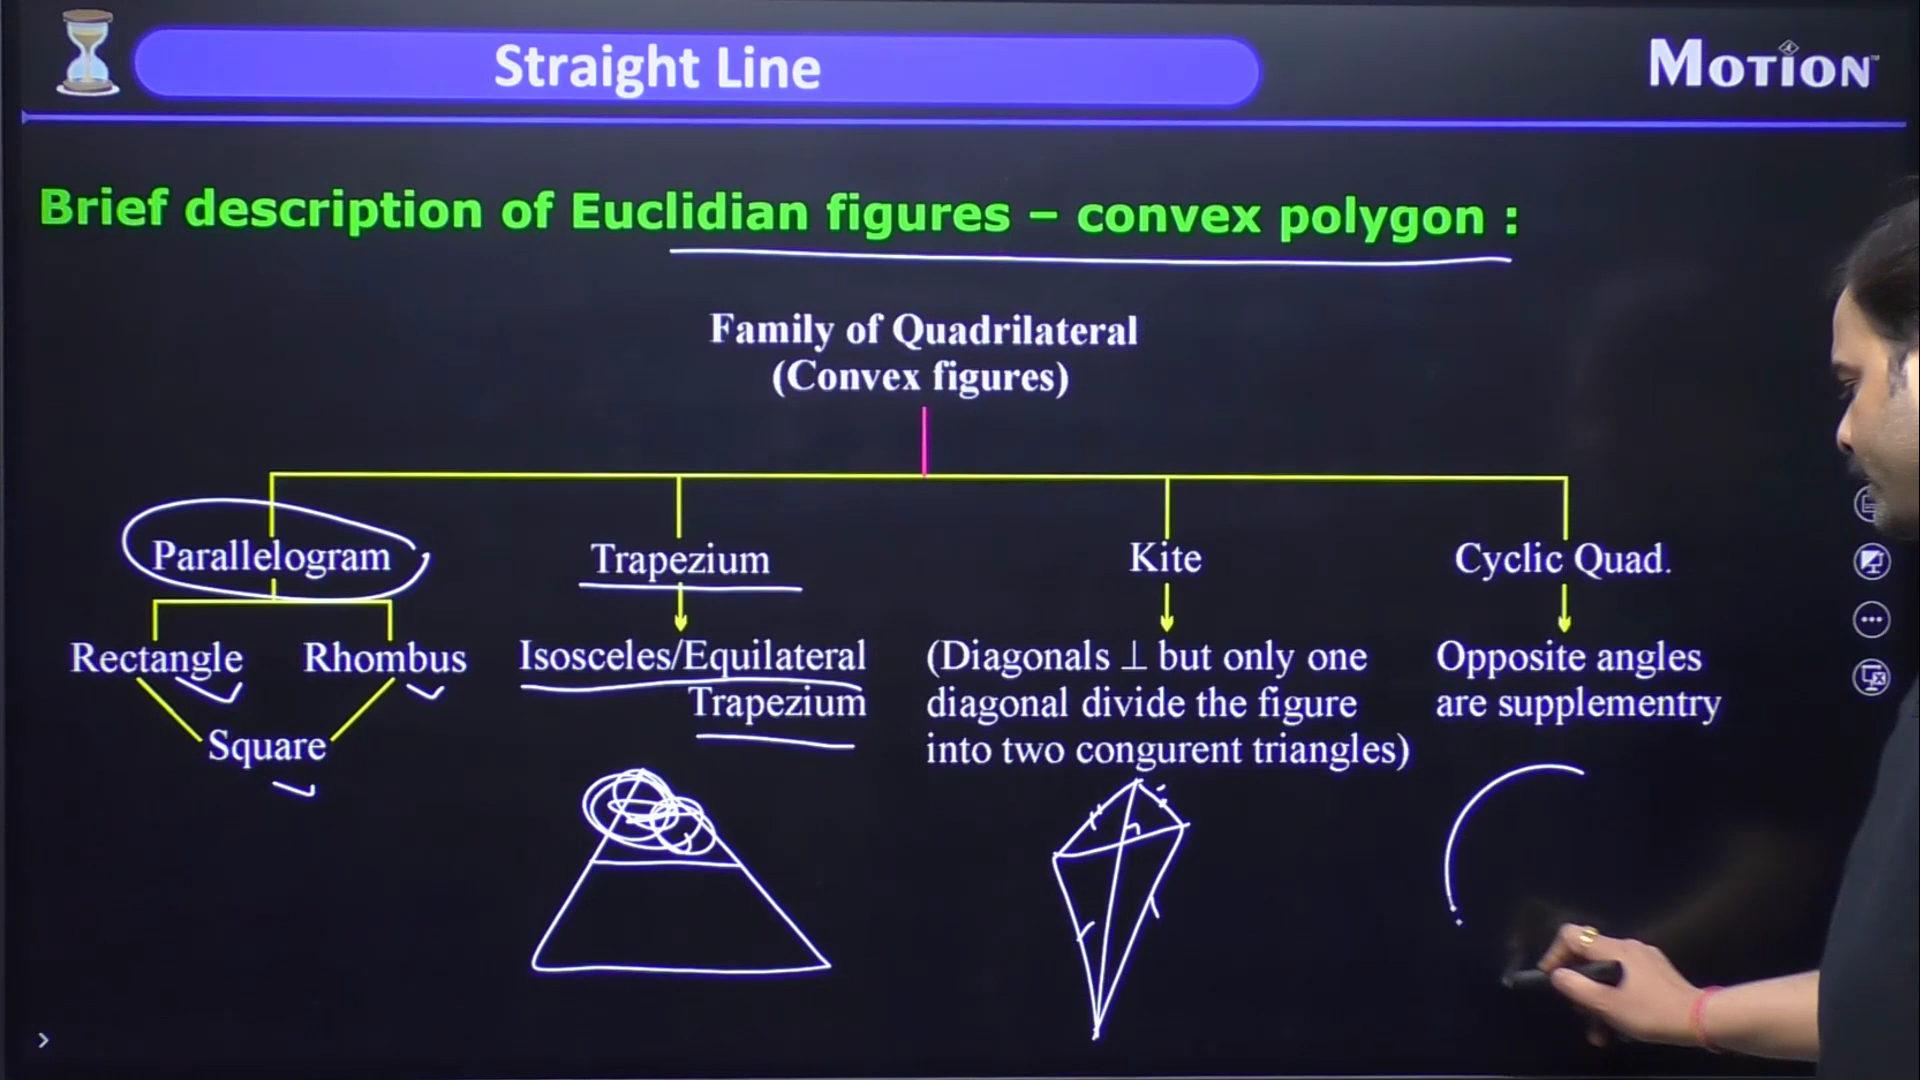 Straight Line
MOTION
Brief description of Euclidian figures – convex polygon :
Family of Quadrilateral
(Convex figures)
Parallelogram
Trapezium
Kite
Cyclic Quad.
Rectangle
Rhombus
Square
Isosceles/Equilateral
Trapezium
(Diagonals ⊥ but only one
diagonal divide the figure
into two congurent triangles)
Opposite angles
are supplementry